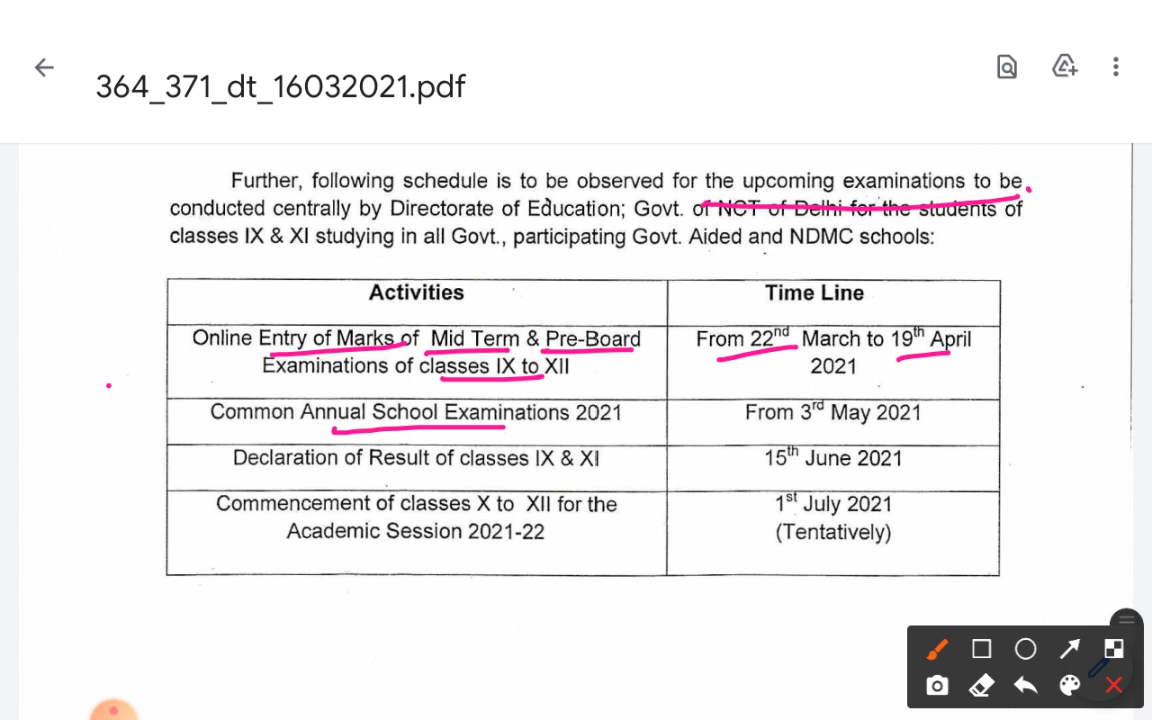 364_371_dt_16032021.pdf
Further, following schedule is to be observed for the upcoming examinations to be
conducted centrally by Directorate of Education; Govt. of NCT of Delhi for the students of
classes IX & XI studying in all Govt., participating Govt. Aided and NDMC schools:
Activities Time Line
Online Entry of Marks of Mid Term & Pre-Board From 22nd March to 19th April
Examinations of classes IX to XII 2021
Common Annual School Examinations 2021 From 3rd May 2021
Declaration of Result of classes IX & XI 15th June 2021
Commencement of classes X to XII for the 1st July 2021
Academic Session 2021-22 (Tentatively)